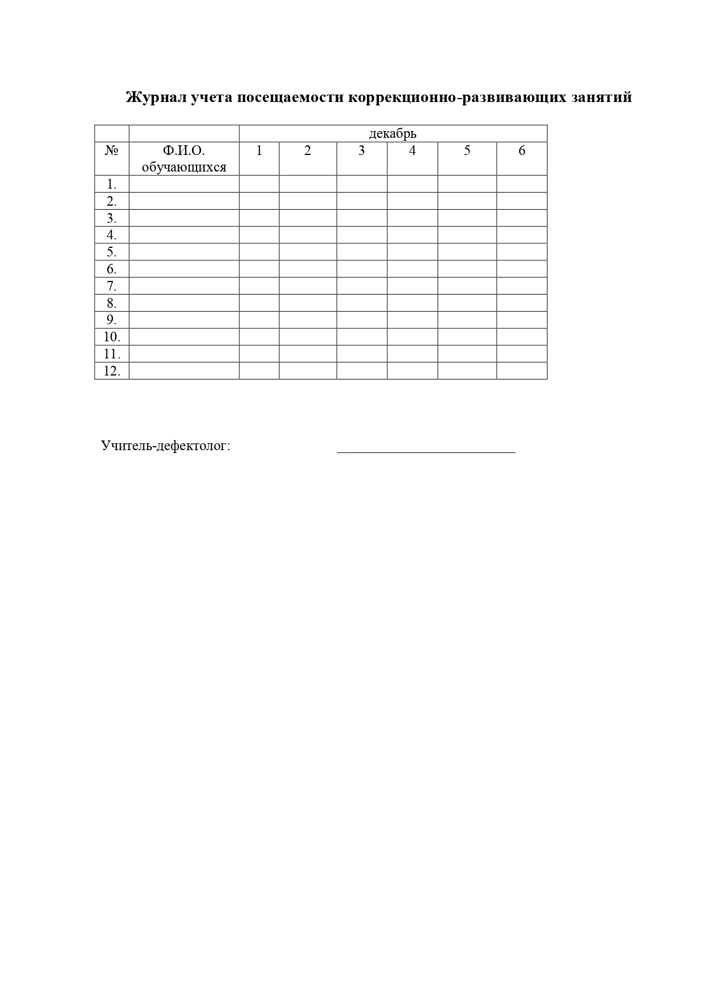 Журнал учета посещаемости коррекционно-развивающих занятий
декабрь
№ Ф.И.О. 1 2 3 4 5 6
обучающихся
1.
2.
3.
4.
5.
6.
7.
8.
9.
10.
11.
12.
Учитель-дефектолог: _________________________